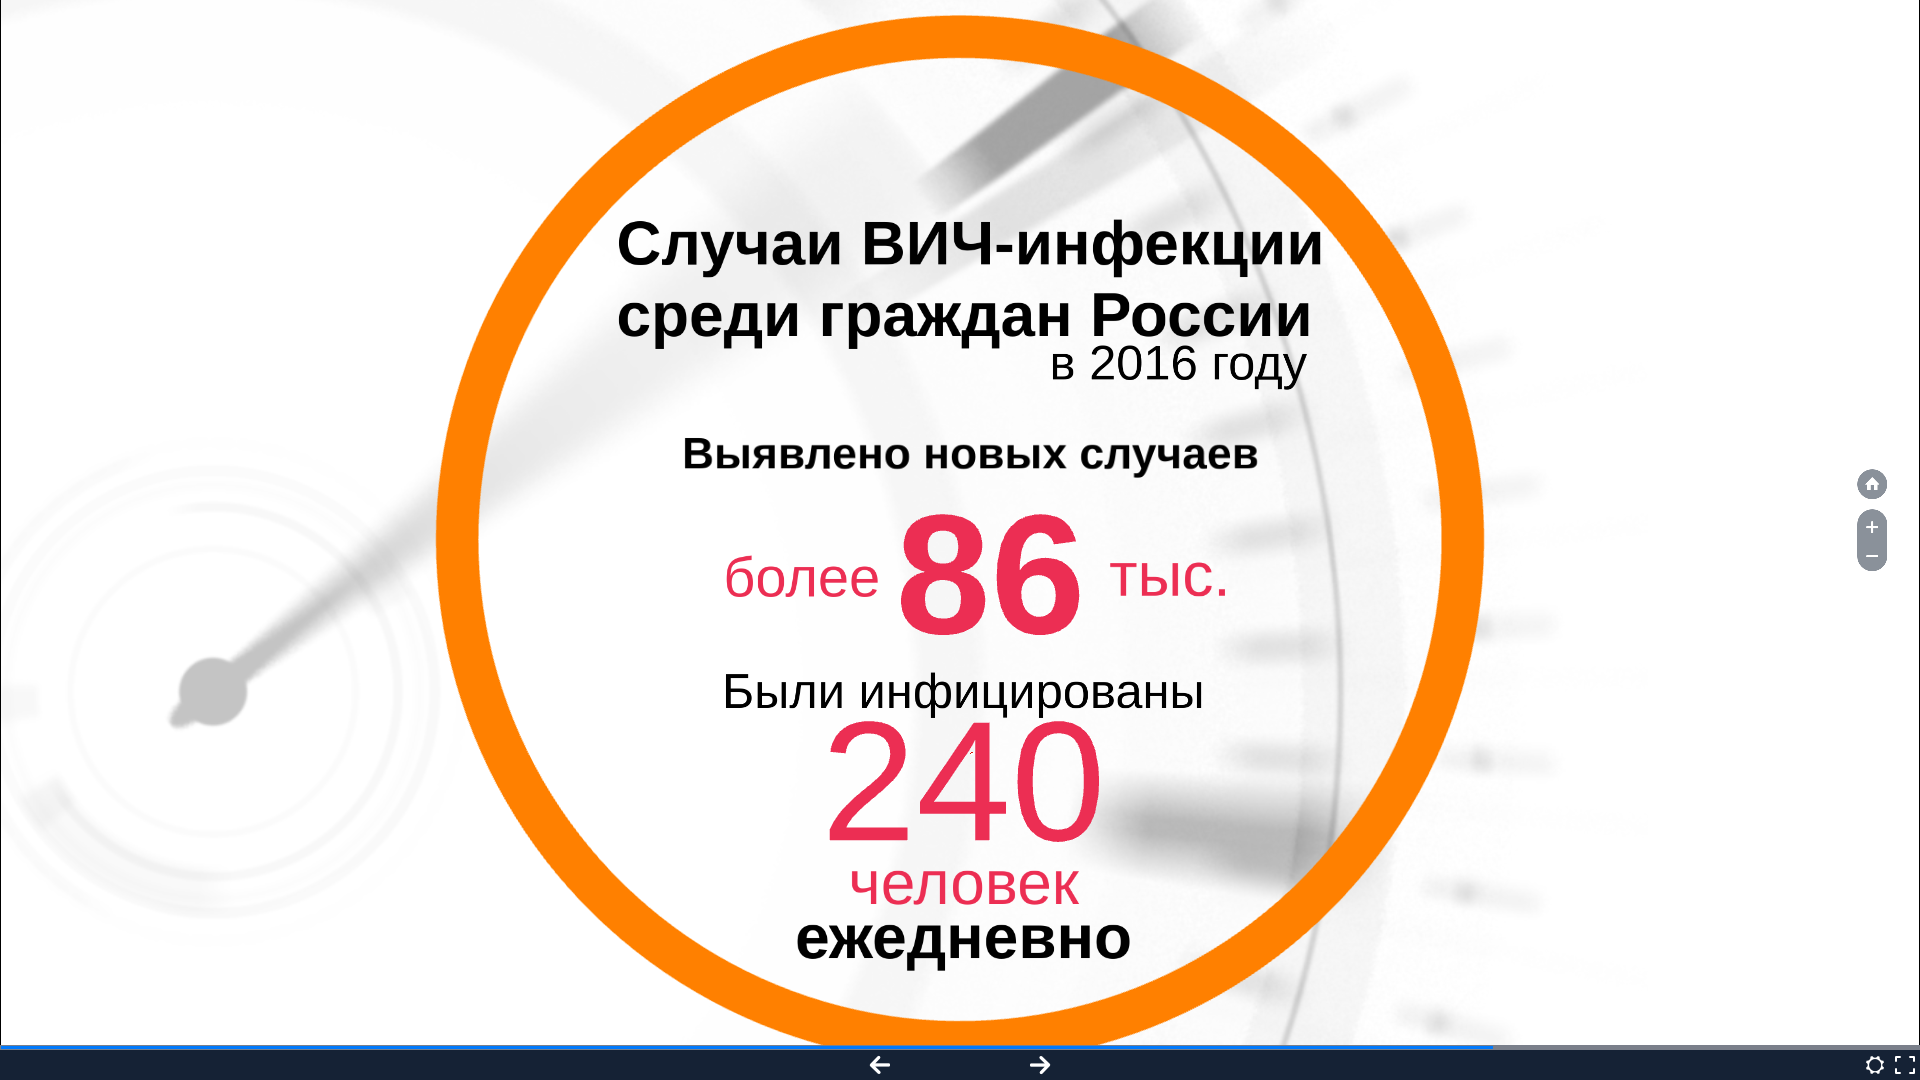 Случаи ВИЧ-инфекции
среди граждан России
в 2016 году
Выявлено новых случаев
более 86 тыс.
Были инфицированы
240
человек
ежедневно